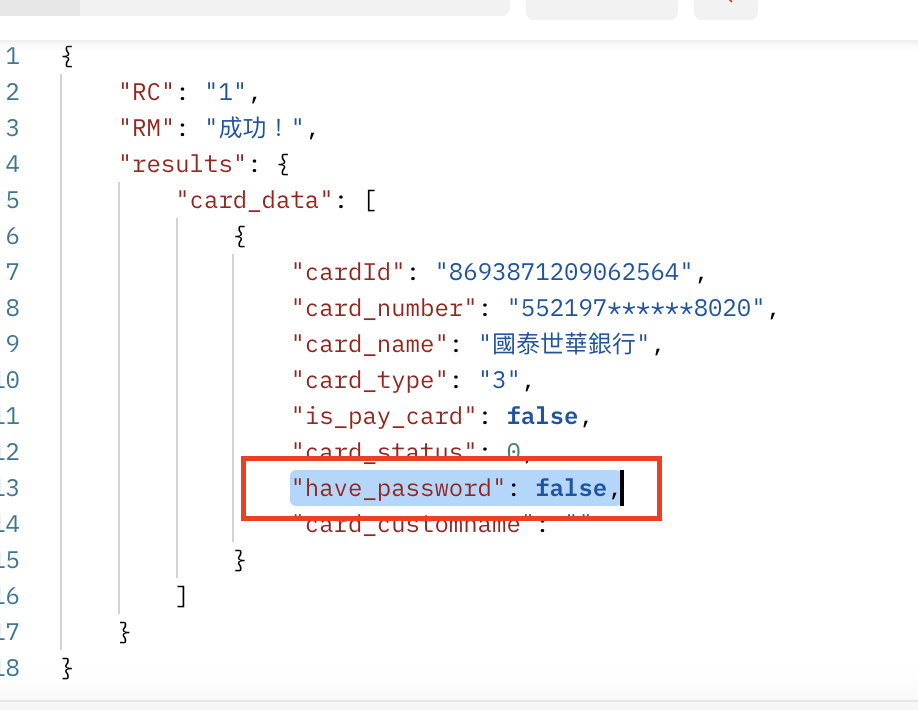 1 {
2 "RC": "1",
3 "RM": "成功！",
4 "results": {
5 "card_data": [
6 {
7 "cardId": "8693871209062564",
8 "card_number": "552197******8020",
9 "card_name": "國泰世華銀行",
10 "card_type": "3",
11 "is_pay_card": false,
12 "card_status": 0,
13 "have_password": false,
14 "card_customname": ""
15 }
16 ]
17 }
18 }